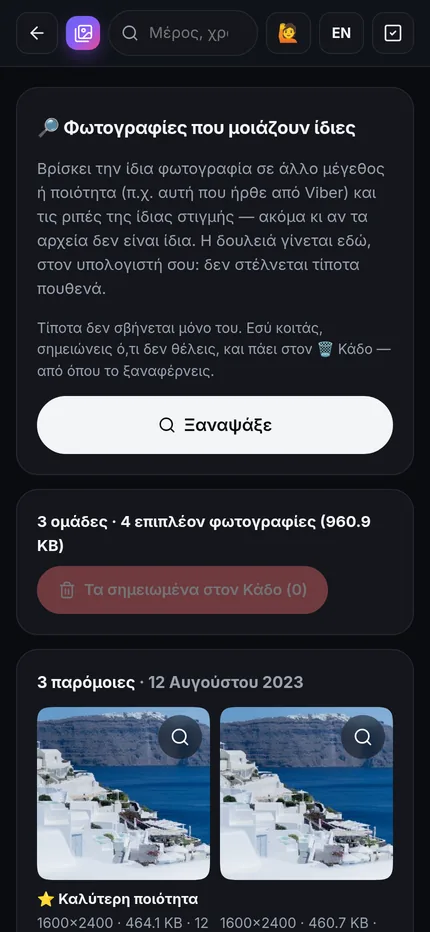 Μέρος, χρ
EN
🔎 Φωτογραφίες που μοιάζουν ίδιες
Βρίσκει την ίδια φωτογραφία σε άλλο μέγεθος
ή ποιότητα (π.χ. αυτή που ήρθε από Viber) και
τις ριπές της ίδιας στιγμής — ακόμα κι αν τα
αρχεία δεν είναι ίδια. Η δουλειά γίνεται εδώ,
στον υπολογιστή σου: δεν στέλνεται τίποτα
πουθενά.
Τίποτα δεν σβήνεται μόνο του. Εσύ κοιτάς,
σημειώνεις ό,τι δεν θέλεις, και πάει στον 🗑️ Κάδο —
από όπου το ξαναφέρνεις.
Ξαναψάξε
3 ομάδες · 4 επιπλέον φωτογραφίες (960.9
KB)
Τα σημειωμένα στον Κάδο (0)
3 παρόμοιες · 12 Αυγούστου 2023
⭐ Καλύτερη ποιότητα
1600×2400 · 464.1 KB · 12
1600×2400 · 460.7 KB ·